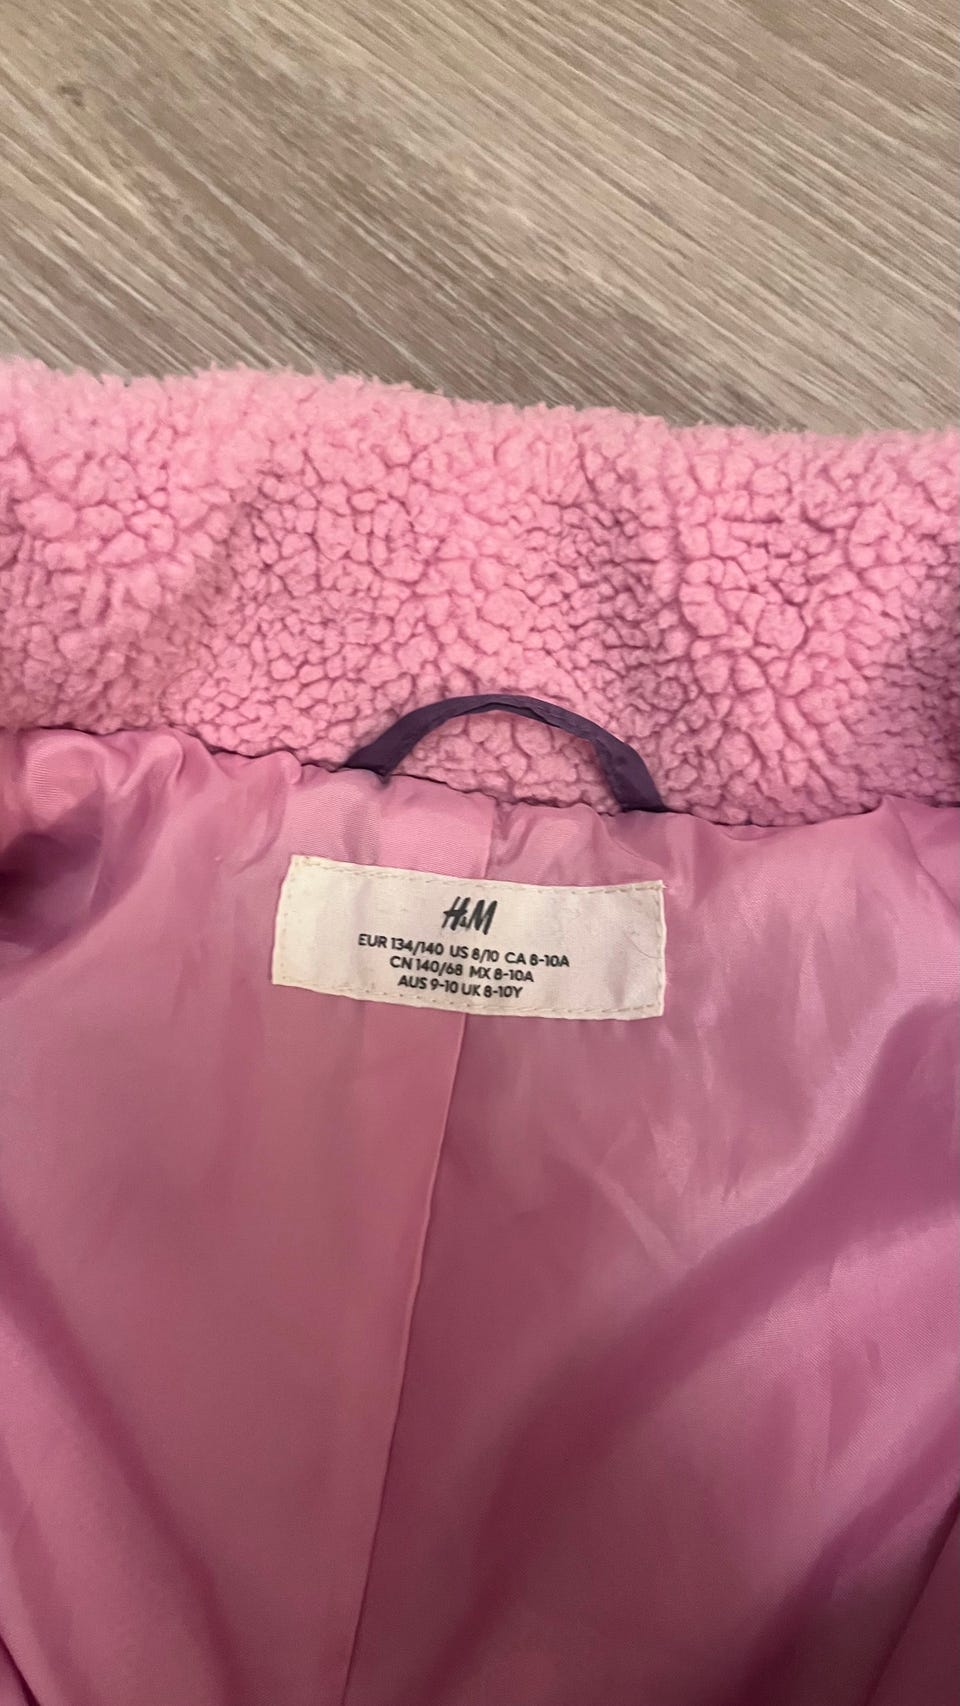 H&M
EUR 134/140 US 8/10 CA 8-10A
CN 140/68 MX 8-10A
AUS 9-10 UK 8-10Y